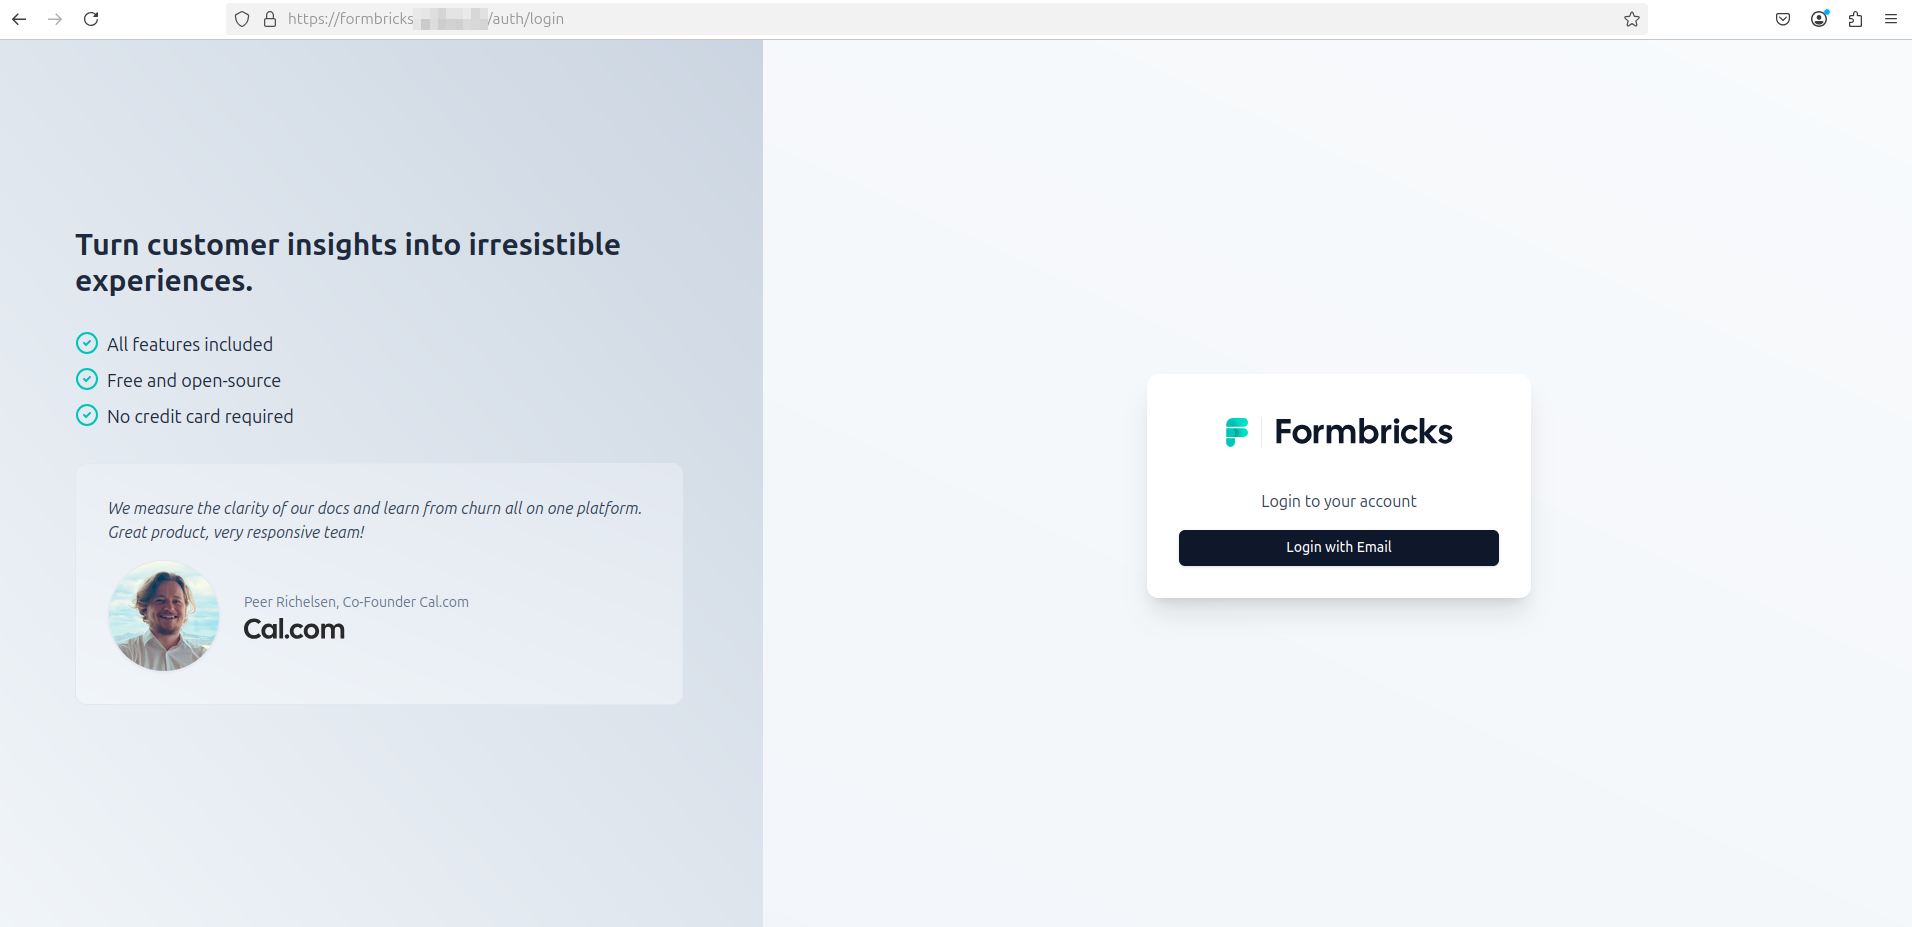 https://formbricks/auth/login
Turn customer insights into irresistible
experiences.
All features included
Free and open-source
No credit card required
We measure the clarity of our docs and learn from churn all on one platform.
Great product, very responsive team!
Peer Richelsen, Co-Founder Cal.com
Cal.com
Formbricks
Login to your account
Login with Email